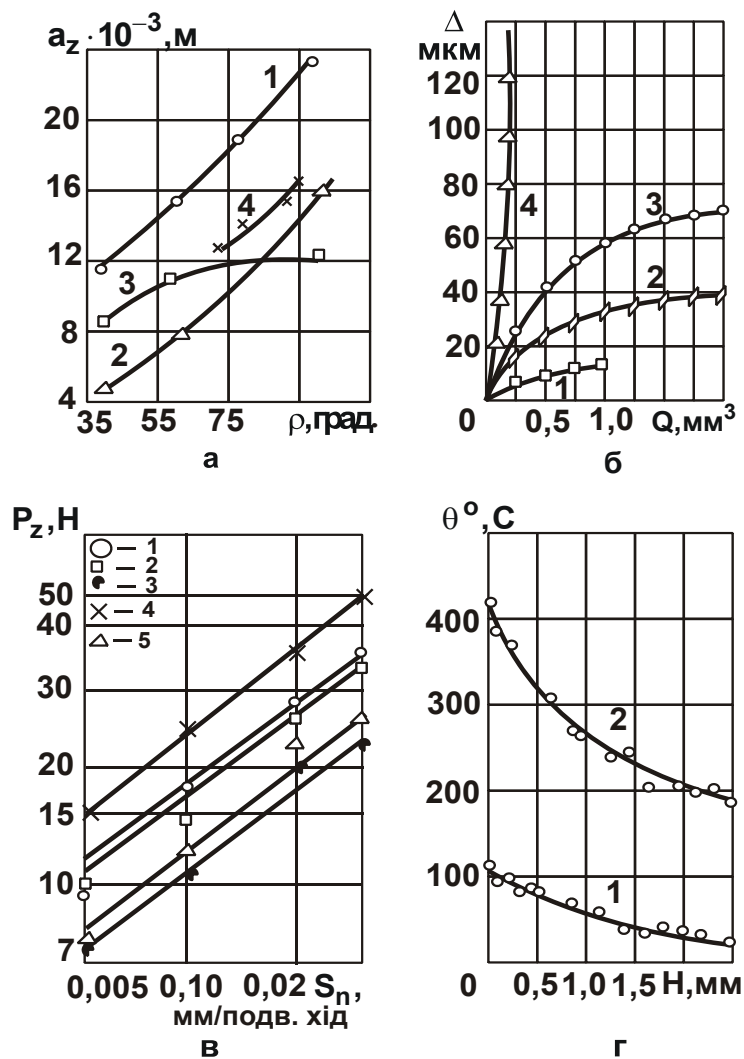 a_z · 10⁻³, м
20
16
12
8
4
35 55 75 ρ, град.
1
4
3
2
а
Δ
мкм
120
100
80
60
40
20
0 0,5 1,0 Q, мм³
4
3
2
1
б
P_z, Н
50
40
30
20
15
10
7
1
2
3
4
5
0,005 0,10 0,02 S_n,
мм/подв. хід
в
θ°, С
400
300
200
100
0 0,5 1,0 1,5 Н, мм
2
1
г